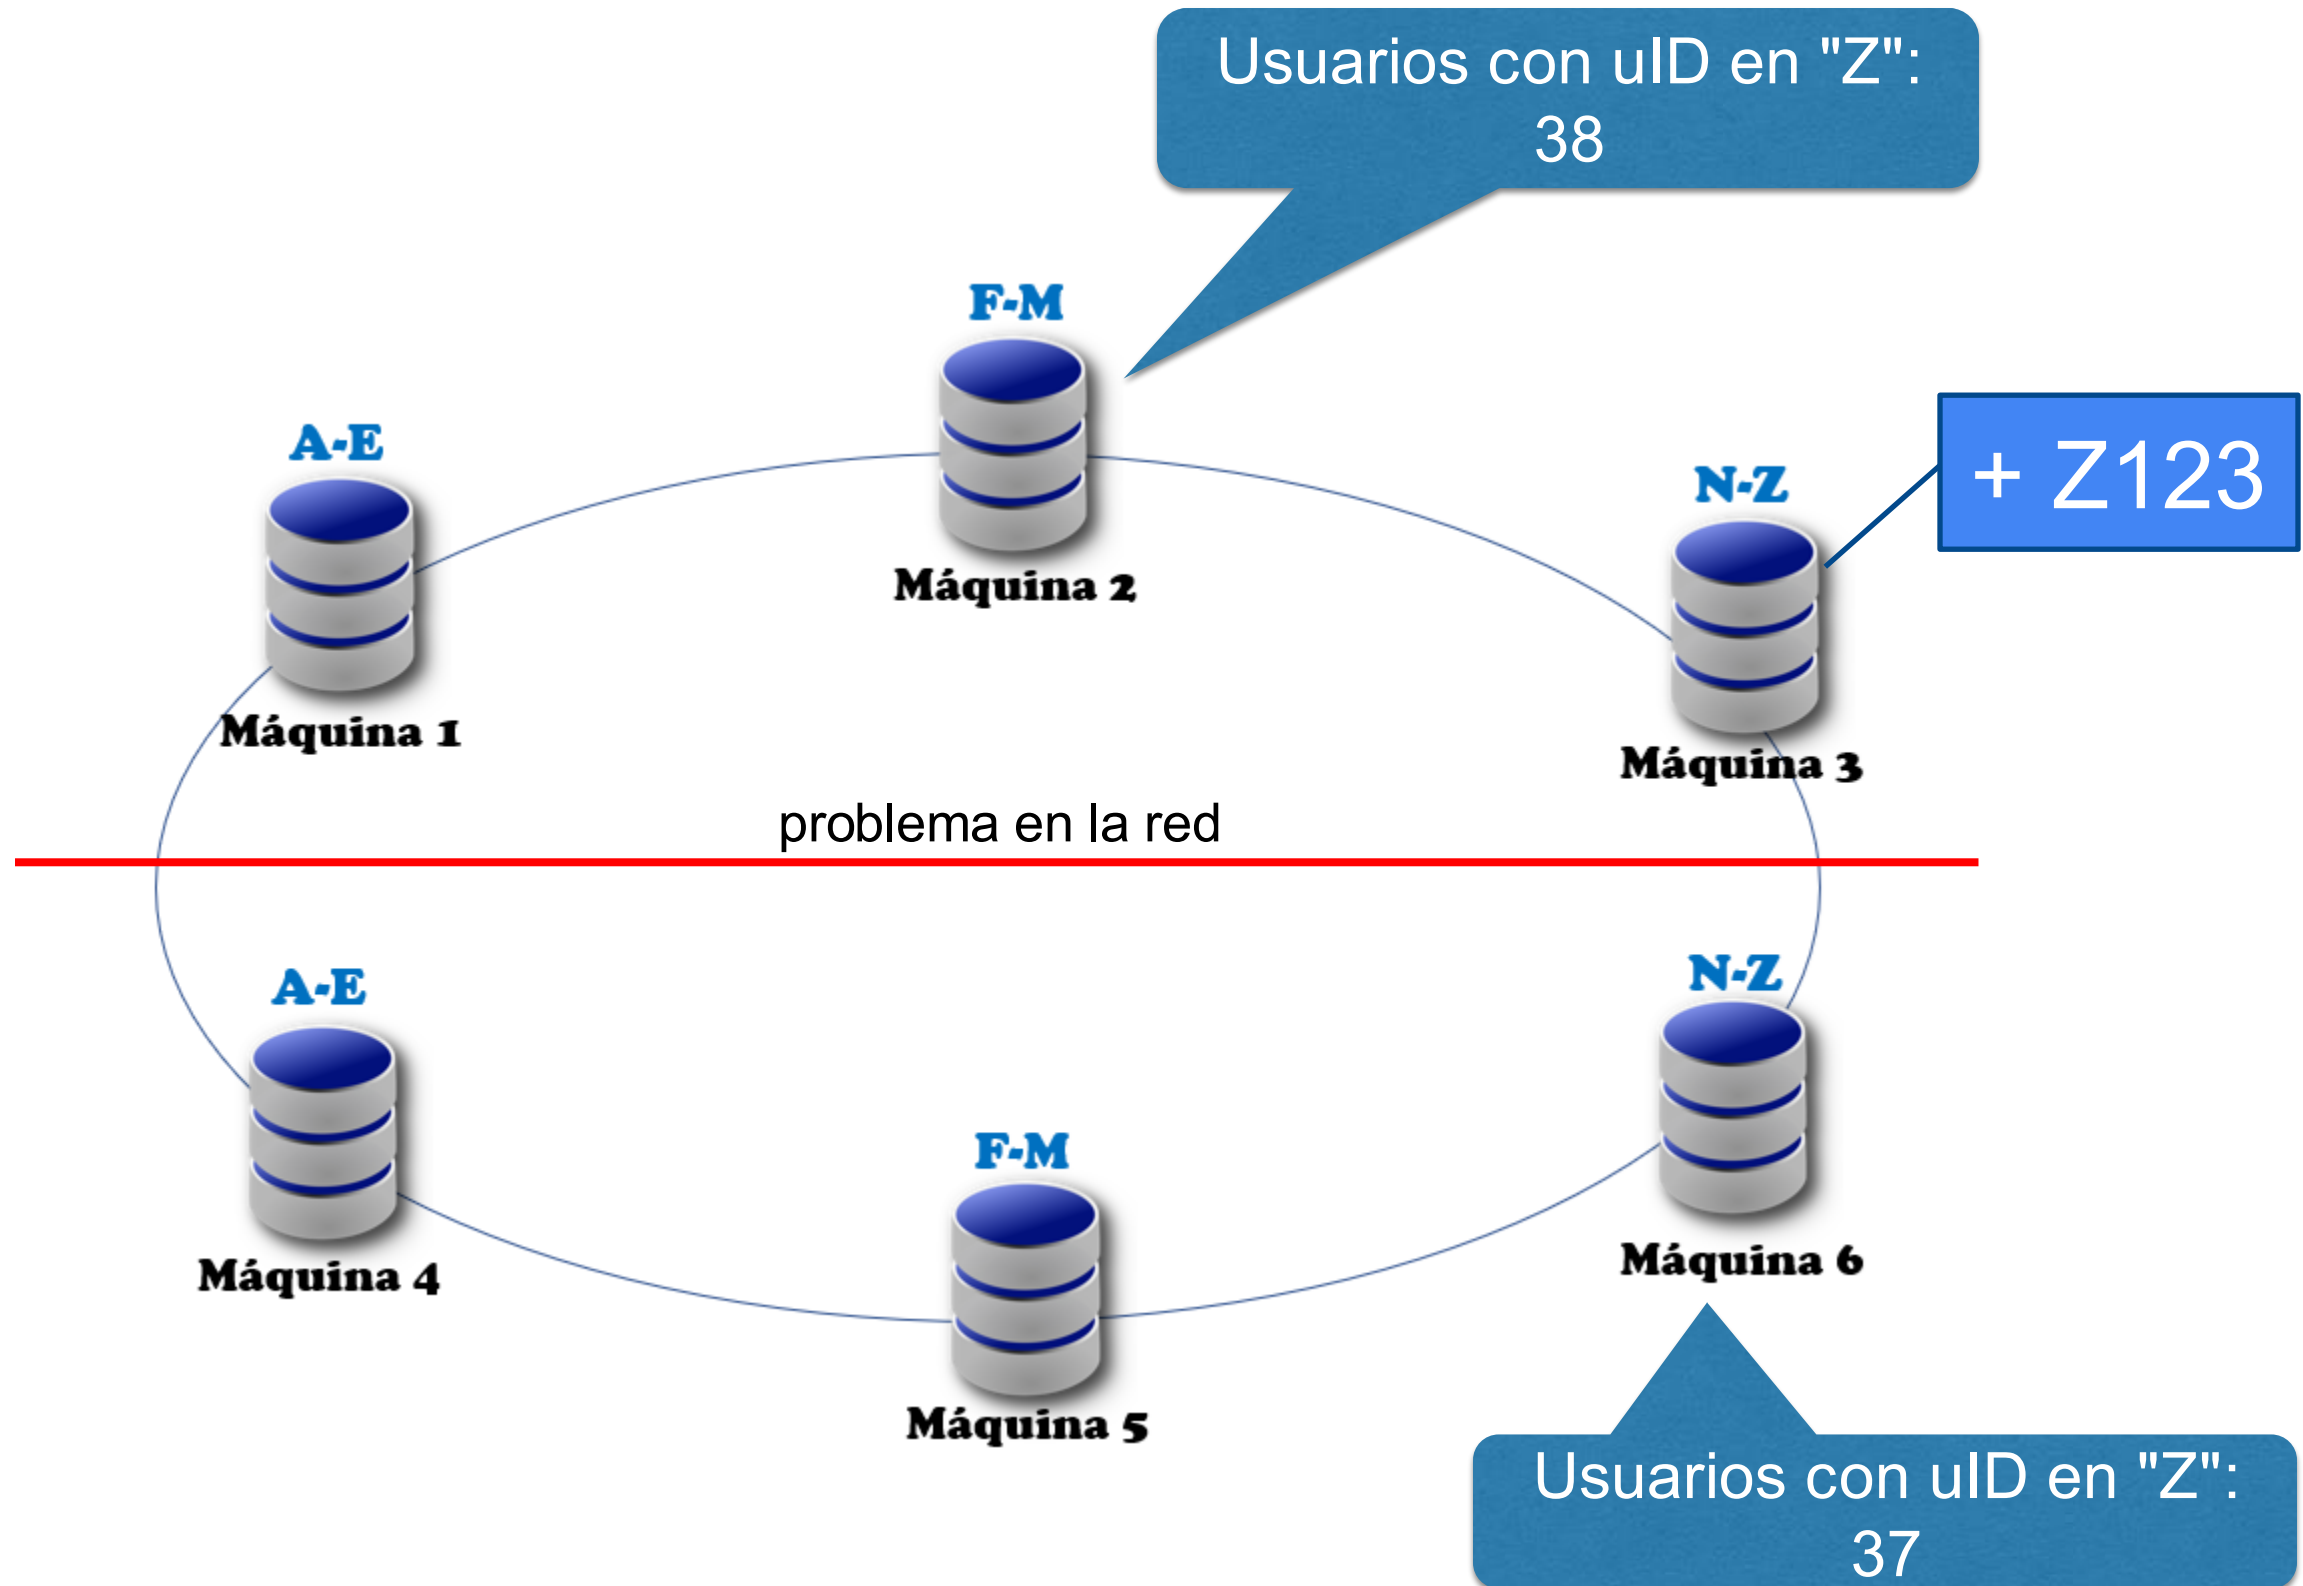 Usuarios con uID en "Z":
38
F-M
A-E
+ Z123
N-Z
Máquina 2
Máquina 1
Máquina 3
problema en la red
N-Z
A-E
F-M
Máquina 6
Máquina 4
Máquina 5
Usuarios con uID en "Z":
37